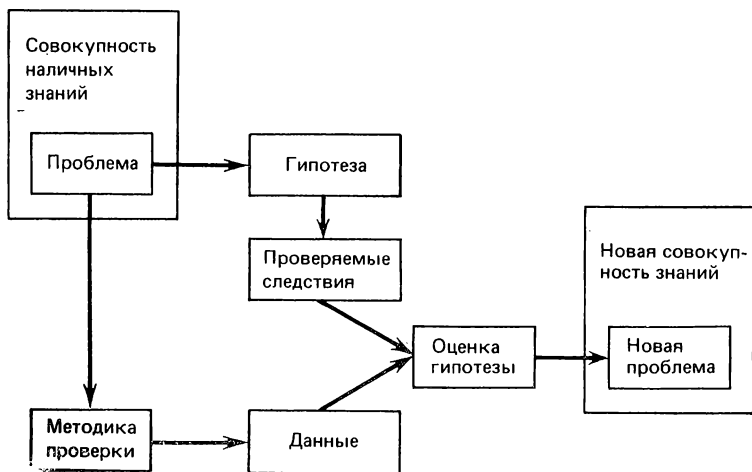 Совокупность
наличных
знаний
Проблема
Гипотеза
Проверяемые
следствия
Новая совокуп-
ность знаний
Оценка
гипотезы
Новая
проблема
Методика
проверки
Данные